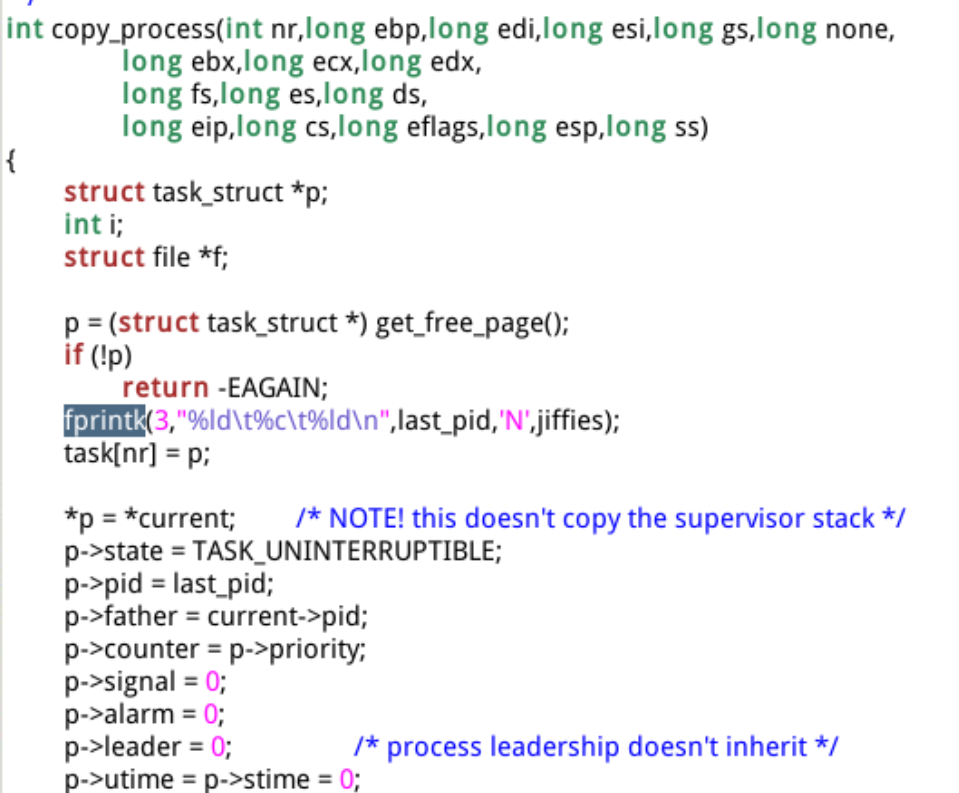 */
int copy_process(int nr,long ebp,long edi,long esi,long gs,long none,
long ebx,long ecx,long edx,
long fs,long es,long ds,
long eip,long cs,long eflags,long esp,long ss)
{
struct task_struct *p;
int i;
struct file *f;
p = (struct task_struct *) get_free_page();
if (!p)
return -EAGAIN;
fprintk(3,"%ld\t%c\t%ld\n",last_pid,'N',jiffies);
task[nr] = p;
*p = *current; /* NOTE! this doesn't copy the supervisor stack */
p->state = TASK_UNINTERRUPTIBLE;
p->pid = last_pid;
p->father = current->pid;
p->counter = p->priority;
p->signal = 0;
p->alarm = 0;
p->leader = 0; /* process leadership doesn't inherit */
p->utime = p->stime = 0;